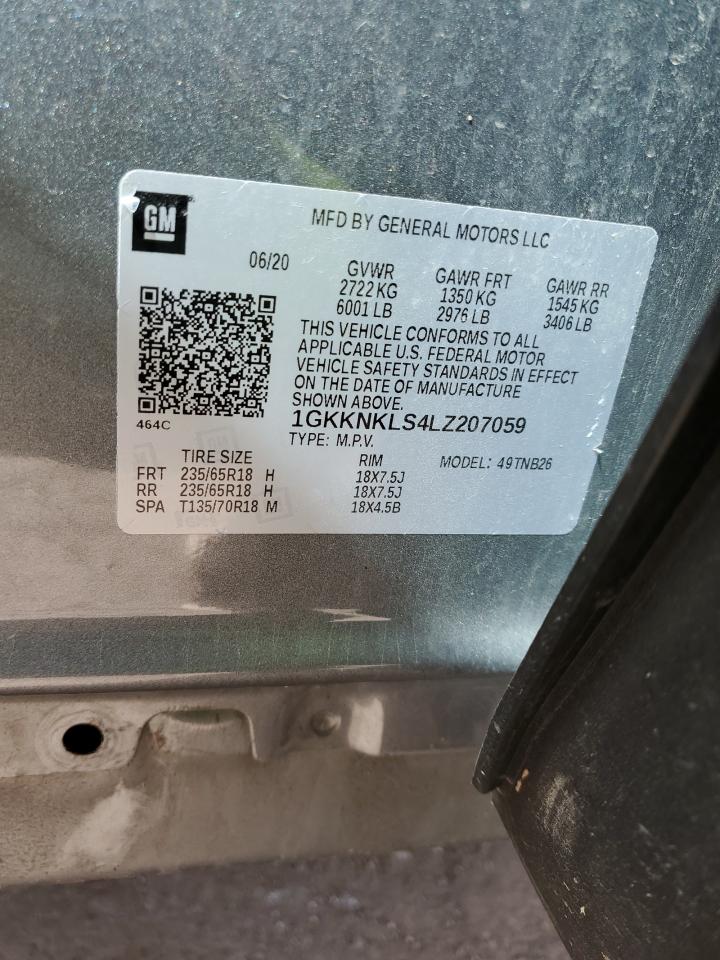 GM
MFD BY GENERAL MOTORS LLC
06/20
GVWR
2722 KG
6001 LB
GAWR FRT
1350 KG
2976 LB
GAWR RR
1545 KG
3406 LB
THIS VEHICLE CONFORMS TO ALL
APPLICABLE U.S. FEDERAL MOTOR
VEHICLE SAFETY STANDARDS IN EFFECT
ON THE DATE OF MANUFACTURE
SHOWN ABOVE.
464C
1GKKNKLS4LZ207059
TYPE: M.P.V.
TIRE SIZE RIM MODEL: 49TNB26
FRT 235/65R18 H 18X7.5J
RR 235/65R18 H 18X7.5J
SPA T135/70R18 M 18X4.5B